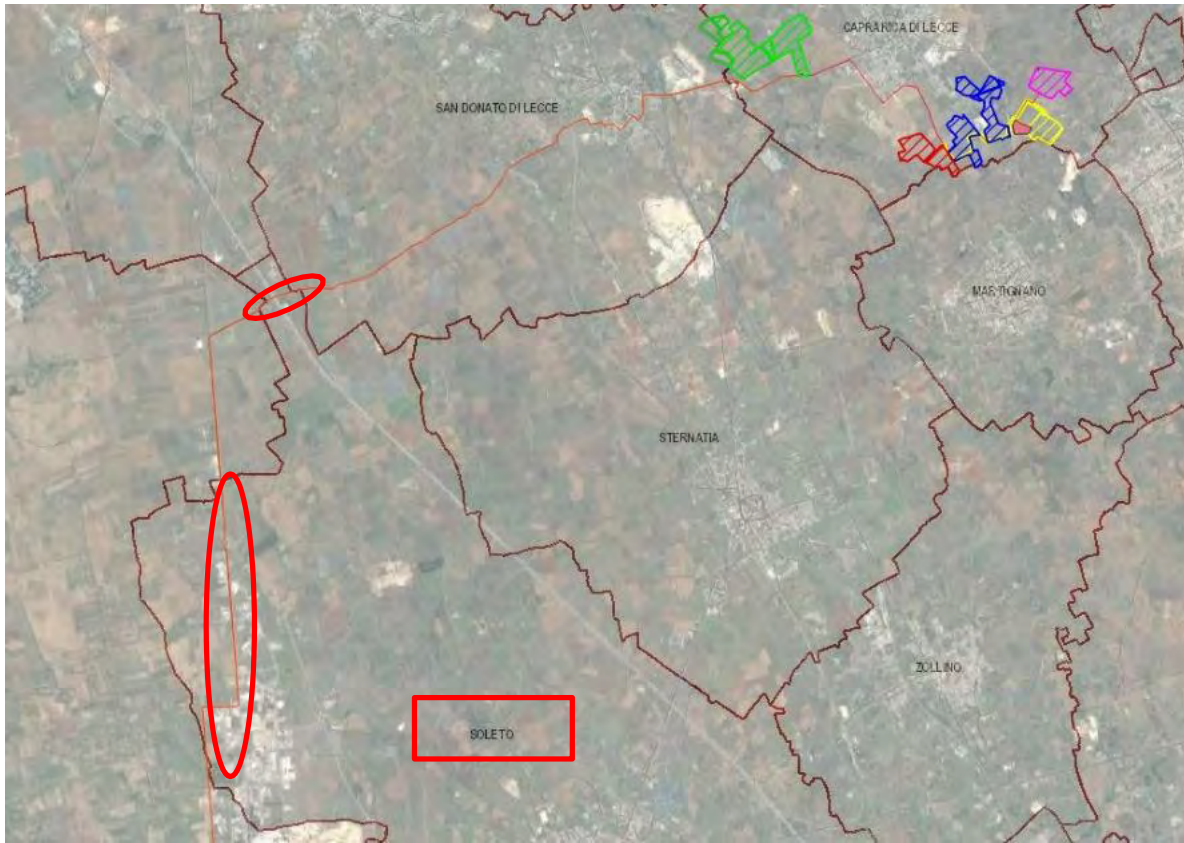 CAPRARICA DI LECCE
SAN DONATO DI LECCE
MARTIGNANO
STERNATIA
ZOLLINO
SOLETO